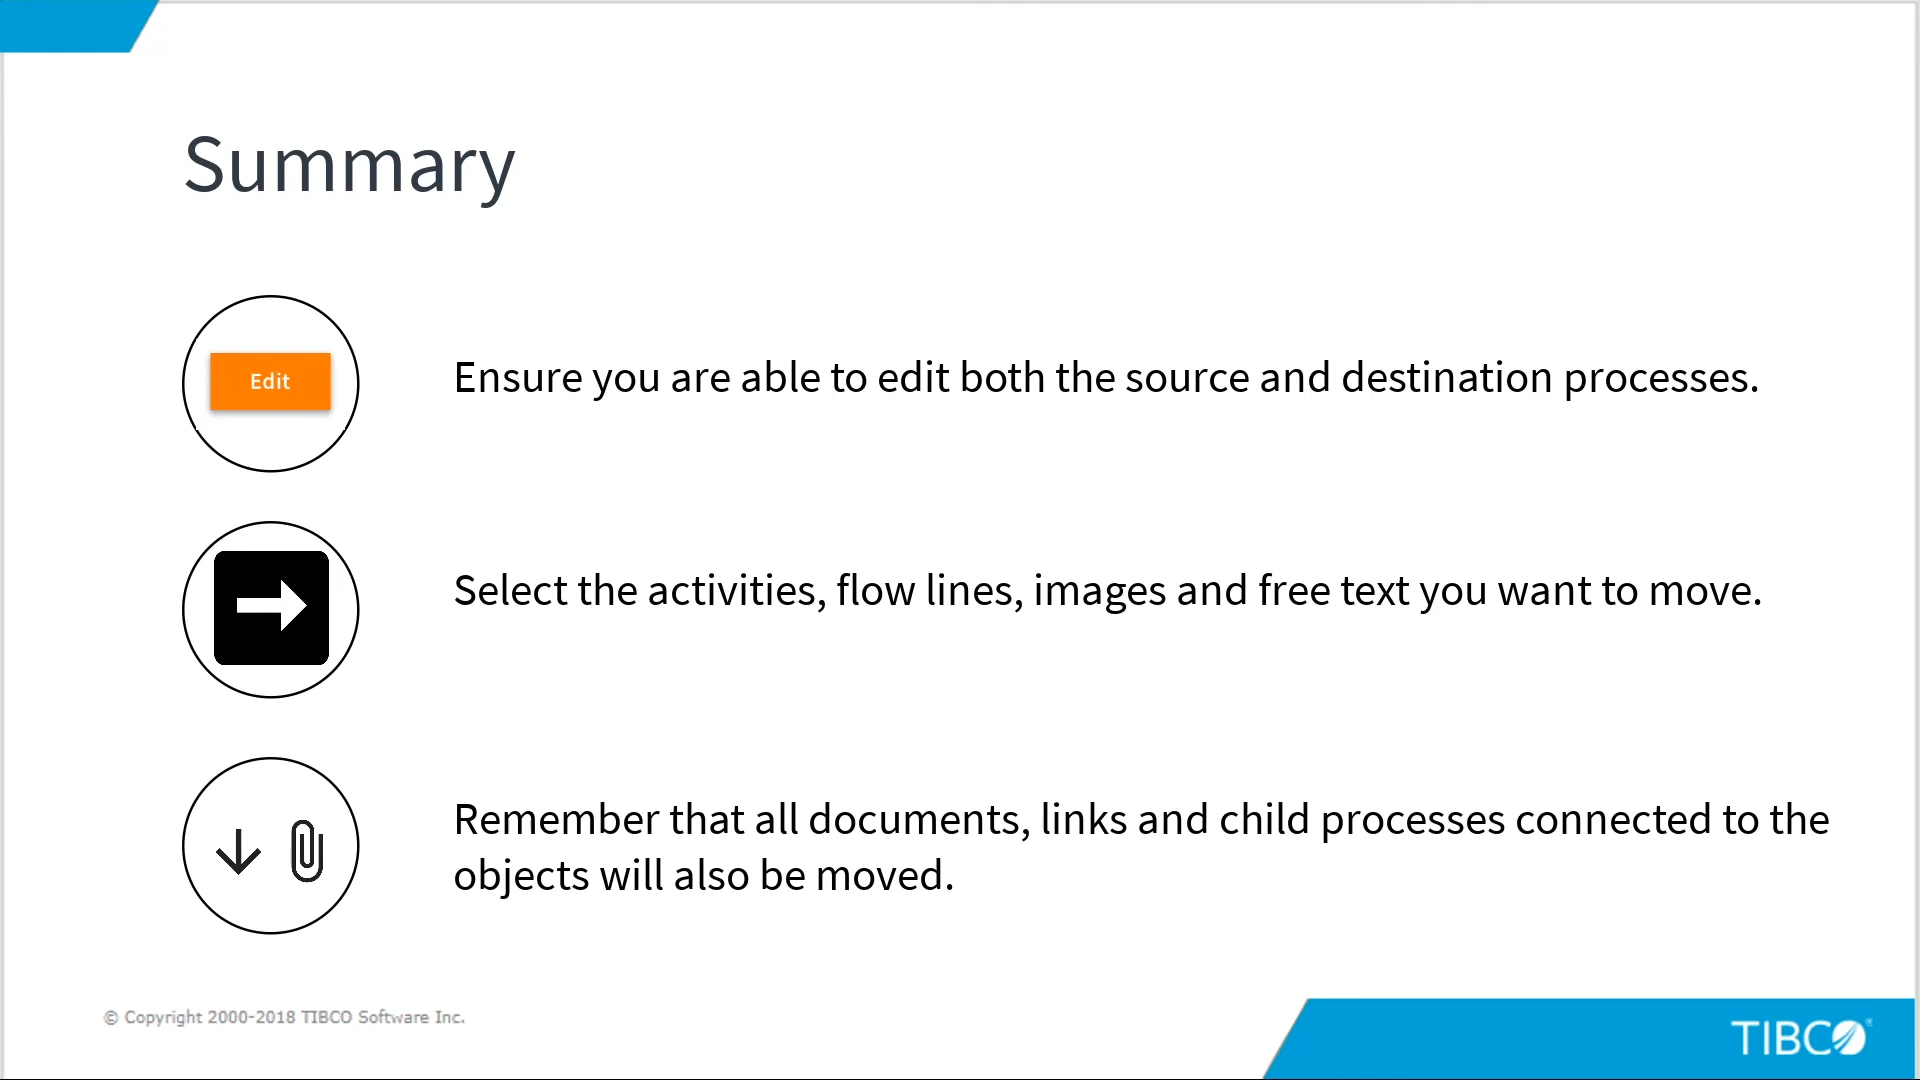 Summary
Edit
Ensure you are able to edit both the source and destination processes.
Select the activities, flow lines, images and free text you want to move.
Remember that all documents, links and child processes connected to the
objects will also be moved.
© Copyright 2000-2018 TIBCO Software Inc.
TIBCO®